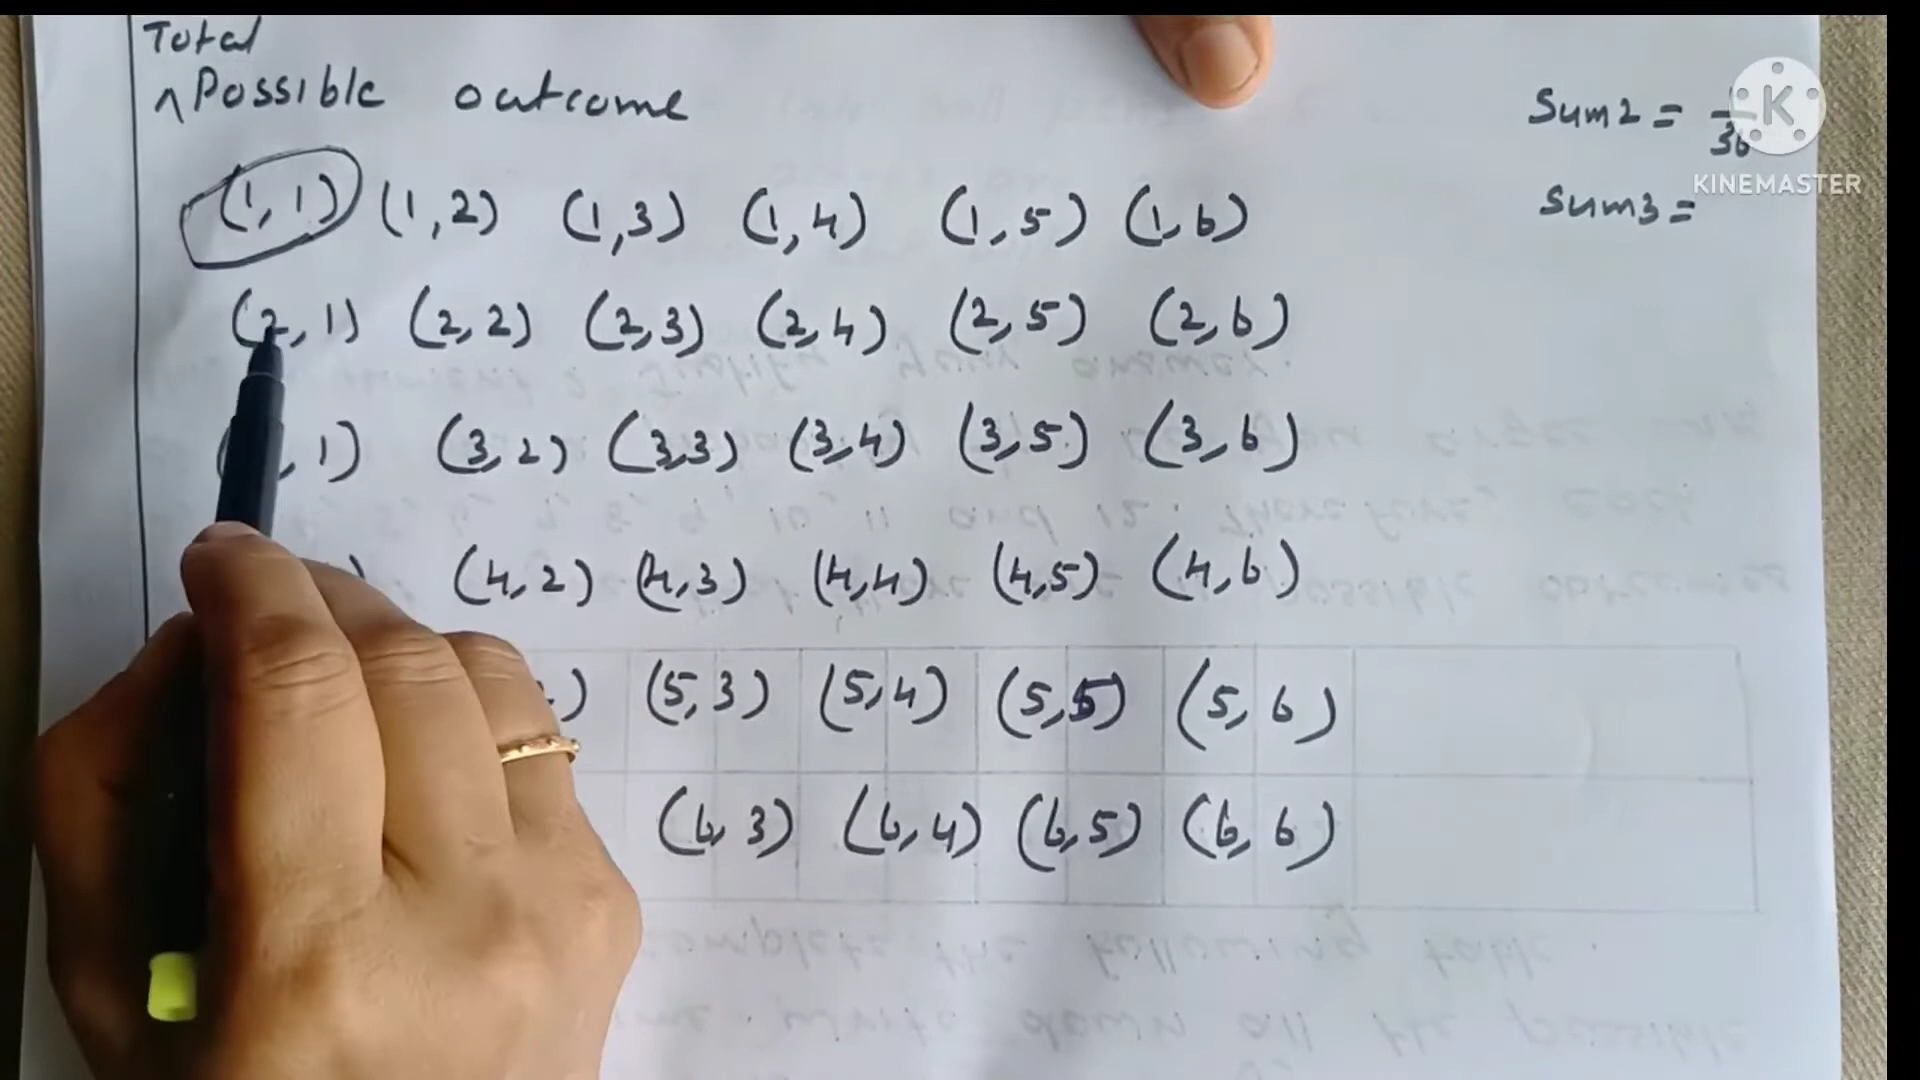 Total
^ Possible outcome
Sum2 = 1/36
KINEMASTER
Sum3 =
(1,1) (1,2) (1,3) (1,4) (1,5) (1,6)
(2,1) (2,2) (2,3) (2,4) (2,5) (2,6)
,1) (3,2) (3,3) (3,4) (3,5) (3,6)
) (4,2) (4,3) (4,4) (4,5) (4,6)
) (5,3) (5,4) (5,5) (5,6)
(6,3) (6,4) (6,5) (6,6)